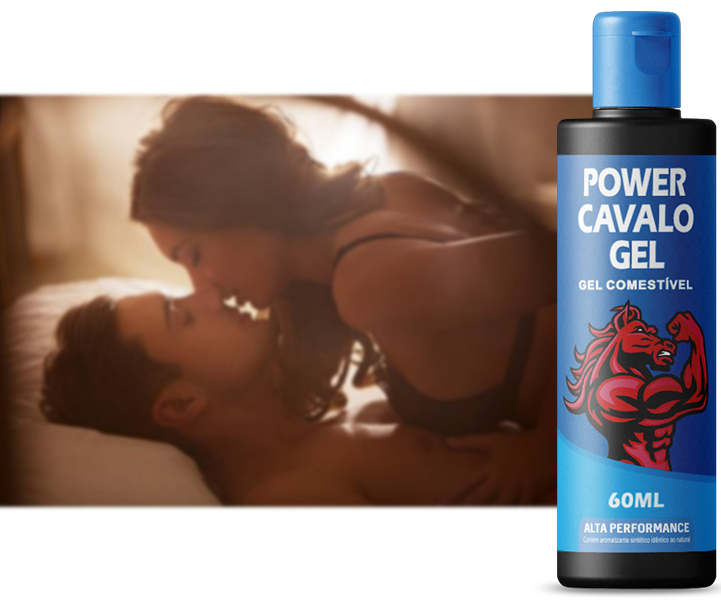 POWER
CAVALO
GEL
GEL COMESTÍVEL
60ML
ALTA PERFORMANCE
Contém aromatizante sintético idêntico ao natural